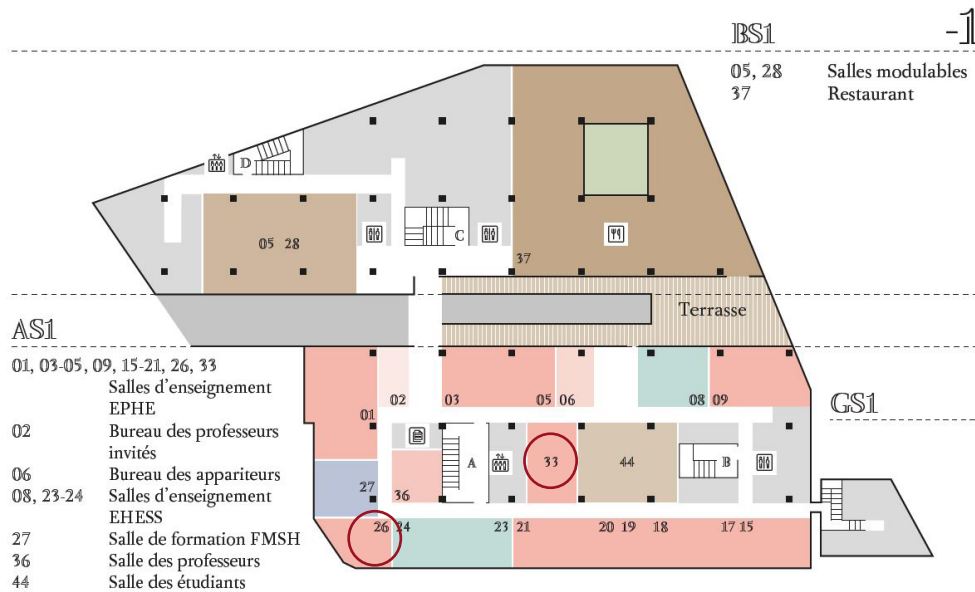 BS1
-1
05, 28 Salles modulables
37 Restaurant
D
05 28
C
37
Terrasse
AS1
01, 03-05, 09, 15-21, 26, 33
Salles d'enseignement
EPHE
02 Bureau des professeurs
invités
06 Bureau des appariteurs
08, 23-24 Salles d'enseignement
EHESS
27 Salle de formation FMSH
36 Salle des professeurs
44 Salle des étudiants
GS1
01
02
03
05
06
08
09
A
33
44
B
27
36
26
24
23
21
20 19
18
17 15